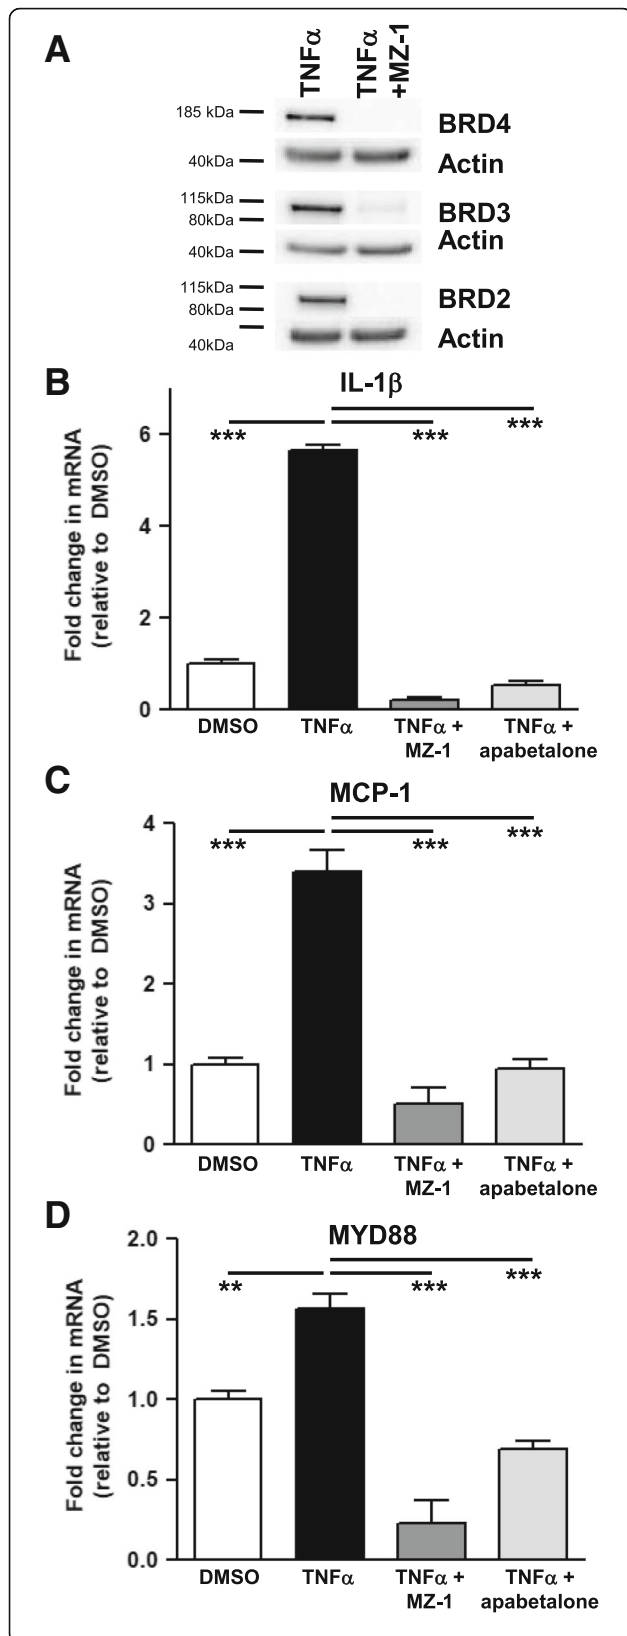 A
TNFα
TNFα
+MZ-1
185 kDa
BRD4
40kDa
Actin
115kDa
80kDa
BRD3
40kDa
Actin
115kDa
80kDa
BRD2
40kDa
Actin
B
IL-1β
Fold change in mRNA
(relative to DMSO)
6
4
2
0
*** *** ***
DMSO TNFα TNFα + TNFα +
MZ-1 apabetalone
C
MCP-1
Fold change in mRNA
(relative to DMSO)
4
3
2
1
0
*** *** ***
DMSO TNFα TNFα + TNFα +
MZ-1 apabetalone
D
MYD88
Fold change in mRNA
(relative to DMSO)
2.0
1.5
1.0
0.5
0.0
** *** ***
DMSO TNFα TNFα + TNFα +
MZ-1 apabetalone